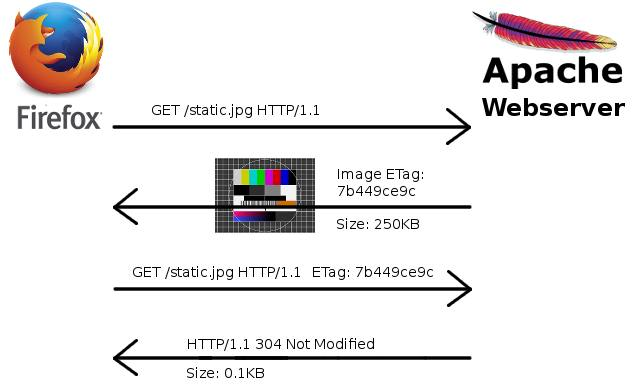 Firefox
Apache
Webserver
GET /static.jpg HTTP/1.1
Image ETag:
7b449ce9c
Size: 250KB
GET /static.jpg HTTP/1.1 ETag: 7b449ce9c
HTTP/1.1 304 Not Modified
Size: 0.1KB